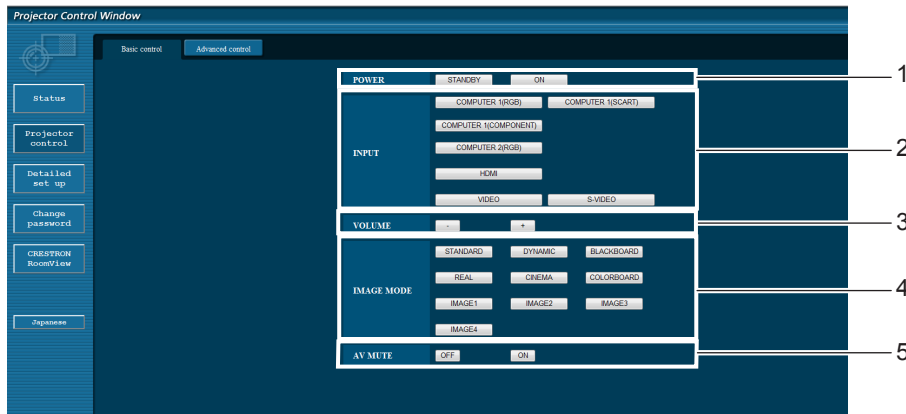 Projector Control Window
Basic control
Advanced control
Status
Projector
control
Detailed
set up
Change
password
CRESTRON
RoomView
Japanese
POWER
STANDBY ON
1
INPUT
COMPUTER 1(RGB) COMPUTER 1(SCART)
COMPUTER 1(COMPONENT)
COMPUTER 2(RGB)
HDMI
VIDEO S-VIDEO
2
VOLUME
- +
3
IMAGE MODE
STANDARD DYNAMIC BLACKBOARD
REAL CINEMA COLORBOARD
IMAGE1 IMAGE2 IMAGE3
IMAGE4
4
AV MUTE
OFF ON
5